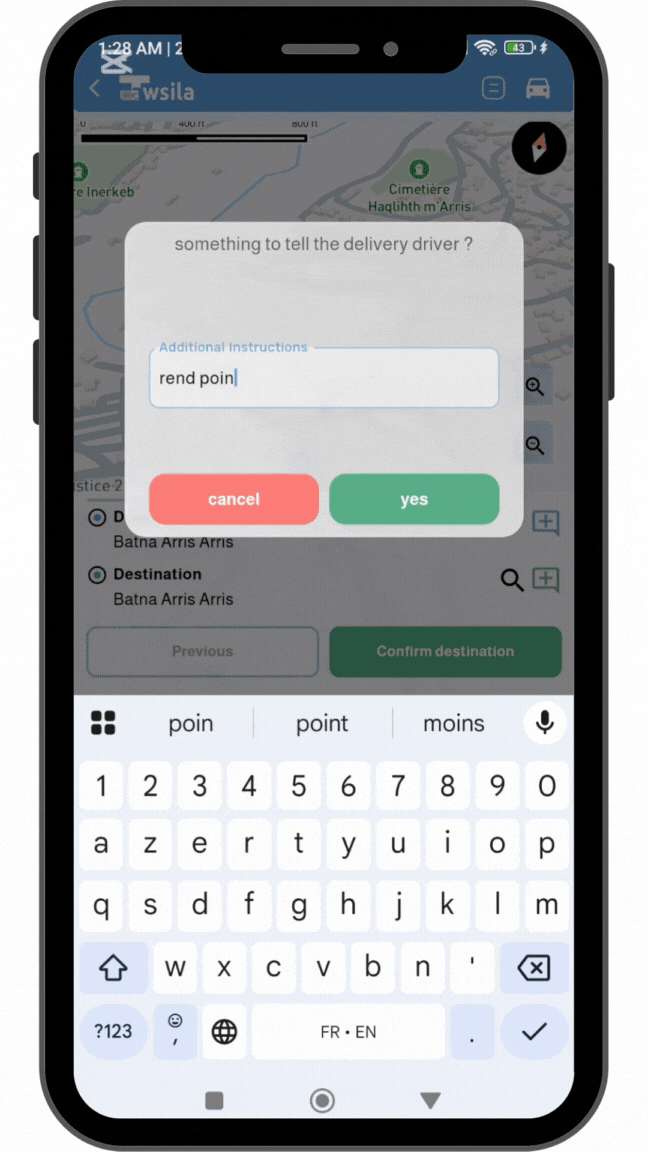 1:28 AM | 2
43
Twsila
0 400 ft 800 ft
re Inerkeb
Cimetière
Haqlihth m'Arris
something to tell the delivery driver ?
Additional Instructions
rend poin
cancel
yes
ustice 2
D
Batna Arris Arris
Destination
Batna Arris Arris
Previous
Confirm destination
poin point moins
1 2 3 4 5 6 7 8 9 0
a z e r t y u i o p
q s d f g h j k l m
w x c v b n '
?123 , FR • EN .